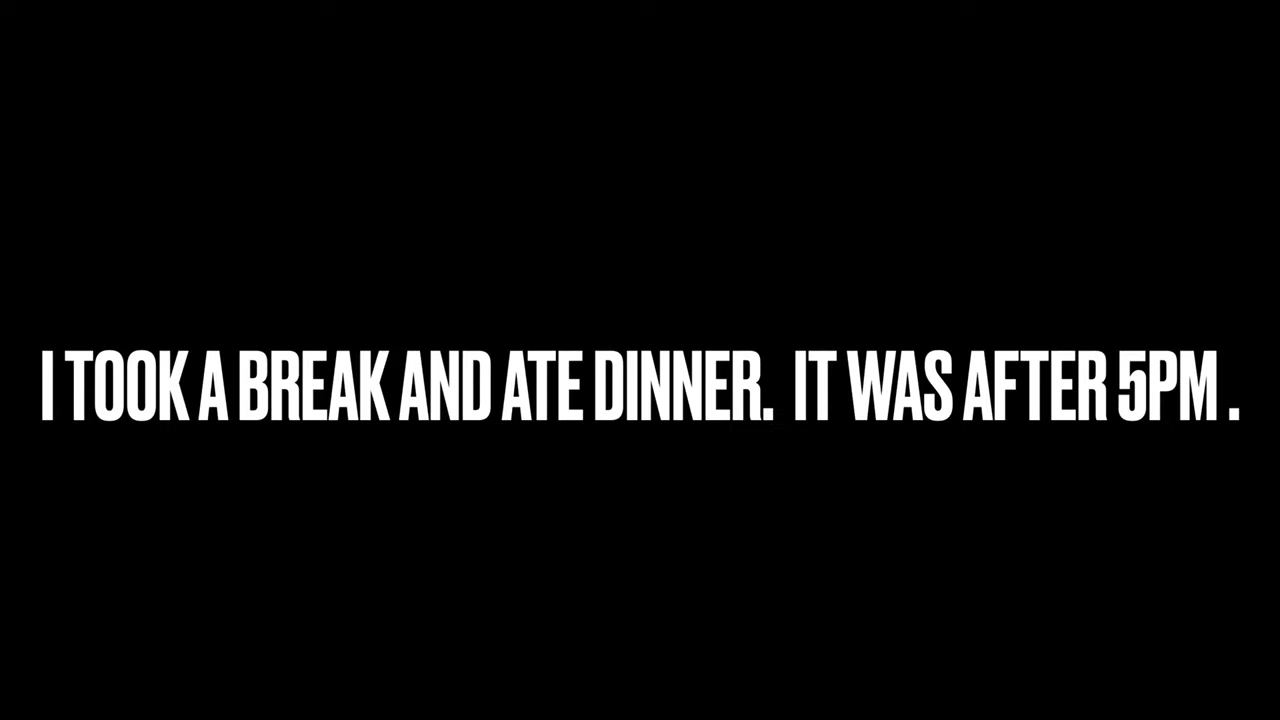 I TOOK A BREAK AND ATE DINNER.  IT WAS AFTER 5PM .